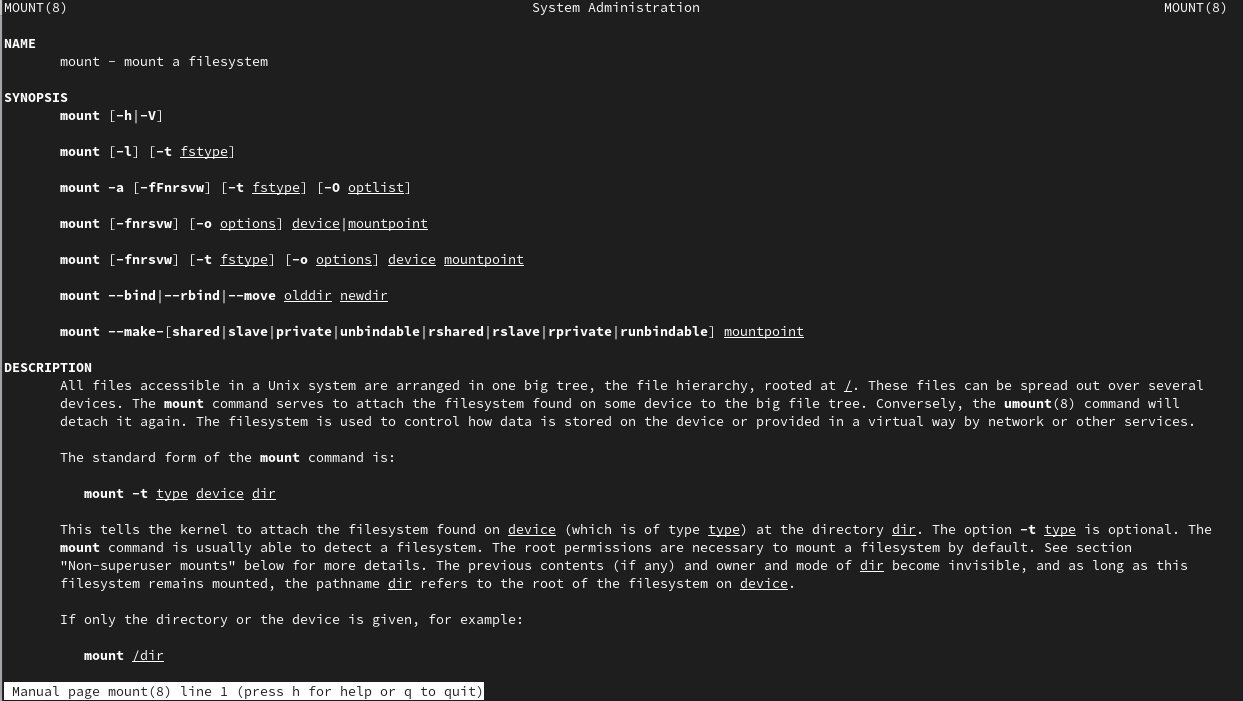 MOUNT(8) System Administration MOUNT(8)
NAME
mount - mount a filesystem
SYNOPSIS
mount [-h|-V]
mount [-l] [-t fstype]
mount -a [-fFnrsvw] [-t fstype] [-O optlist]
mount [-fnrsvw] [-o options] device|mountpoint
mount [-fnrsvw] [-t fstype] [-o options] device mountpoint
mount --bind|--rbind|--move olddir newdir
mount --make-[shared|slave|private|unbindable|rshared|rslave|rprivate|runbindable] mountpoint
DESCRIPTION
All files accessible in a Unix system are arranged in one big tree, the file hierarchy, rooted at /. These files can be spread out over several
devices. The mount command serves to attach the filesystem found on some device to the big file tree. Conversely, the umount(8) command will
detach it again. The filesystem is used to control how data is stored on the device or provided in a virtual way by network or other services.
The standard form of the mount command is:
mount -t type device dir
This tells the kernel to attach the filesystem found on device (which is of type type) at the directory dir. The option -t type is optional. The
mount command is usually able to detect a filesystem. The root permissions are necessary to mount a filesystem by default. See section
"Non-superuser mounts" below for more details. The previous contents (if any) and owner and mode of dir become invisible, and as long as this
filesystem remains mounted, the pathname dir refers to the root of the filesystem on device.
If only the directory or the device is given, for example:
mount /dir
Manual page mount(8) line 1 (press h for help or q to quit)